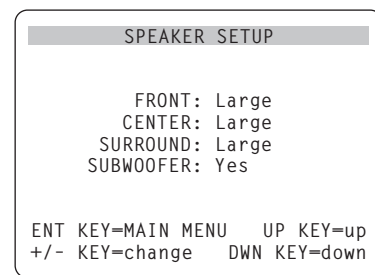 SPEAKER SETUP
FRONT: Large
CENTER: Large
SURROUND: Large
SUBWOOFER: Yes
ENT KEY=MAIN MENU UP KEY=up
+/- KEY=change DWN KEY=down